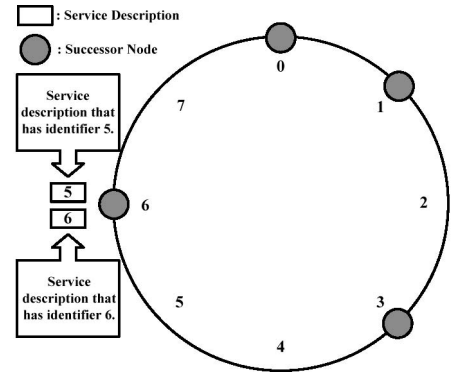 : Service Description
: Successor Node
Service
description that
has identifier 5.
5
6
Service
description that
has identifier 6.
0
1
2
3
4
5
6
7